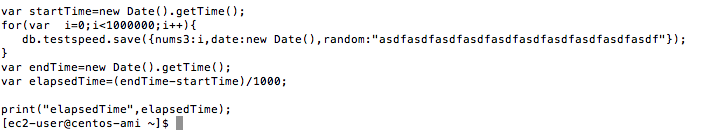 var startTime=new Date().getTime();
for(var  i=0;i<1000000;i++){
   db.testspeed.save({nums3:i,date:new Date(),random:"asdfasdfasdfasdfasdfasdfasdfasdfasdfasdf"});
}
var endTime=new Date().getTime();
var elapsedTime=(endTime-startTime)/1000;
print("elapsedTime",elapsedTime);
[ec2-user@centos-ami ~]$